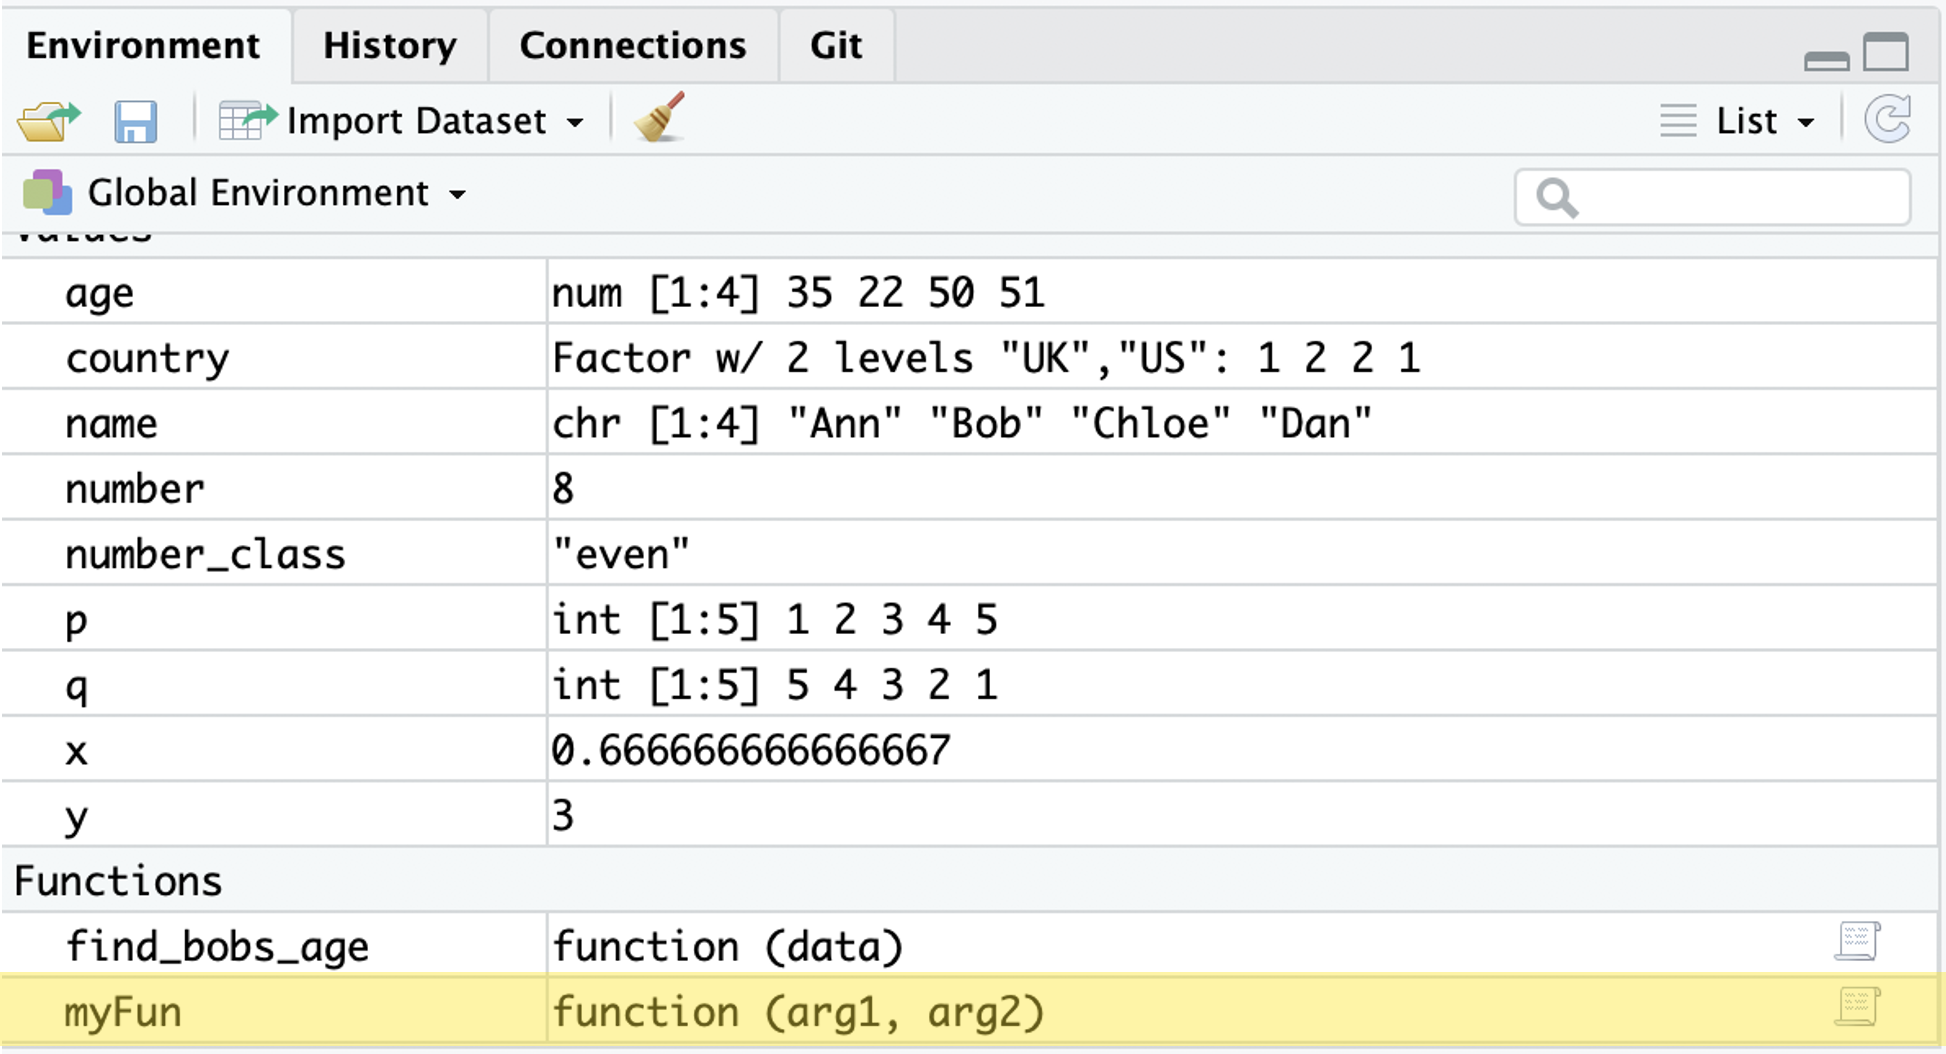 Environment History Connections Git
Import Dataset List
Global Environment
Values
age num [1:4] 35 22 50 51
country Factor w/ 2 levels "UK","US": 1 2 2 1
name chr [1:4] "Ann" "Bob" "Chloe" "Dan"
number 8
number_class "even"
p int [1:5] 1 2 3 4 5
q int [1:5] 5 4 3 2 1
x 0.666666666666667
y 3
Functions
find_bobs_age function (data)
myFun function (arg1, arg2)